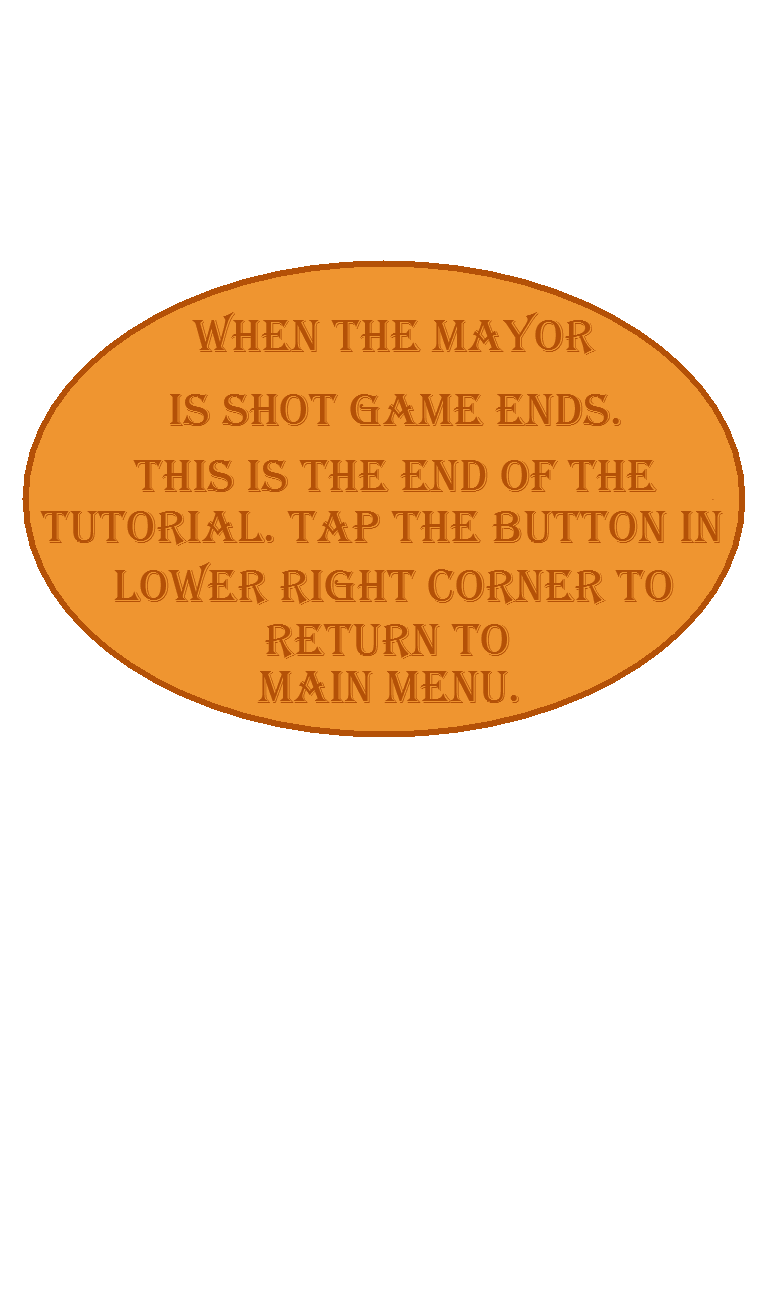 WHEN THE MAYOR
IS SHOT GAME ENDS.
THIS IS THE END OF THE
TUTORIAL. TAP THE BUTTON IN
LOWER RIGHT CORNER TO
RETURN TO
MAIN MENU.